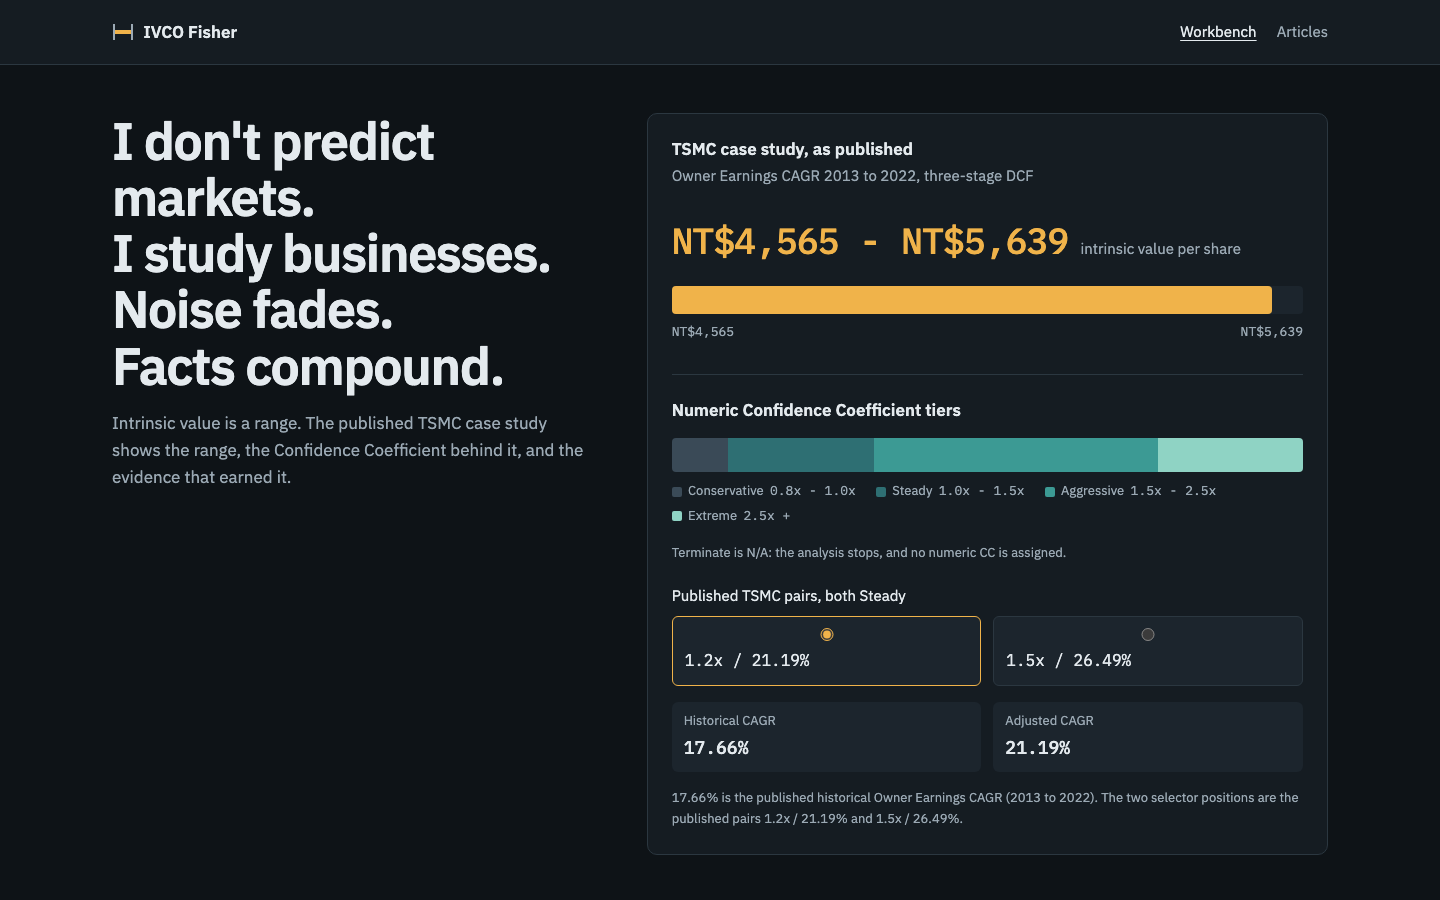 IVCO Fisher
Workbench
Articles
I don't predict
markets.
I study businesses.
Noise fades.
Facts compound.
Intrinsic value is a range. The published TSMC case study
shows the range, the Confidence Coefficient behind it, and the
evidence that earned it.
TSMC case study, as published
Owner Earnings CAGR 2013 to 2022, three-stage DCF
NT$4,565 - NT$5,639 intrinsic value per share
NT$4,565
NT$5,639
Numeric Confidence Coefficient tiers
Conservative 0.8x - 1.0x
Steady 1.0x - 1.5x
Aggressive 1.5x - 2.5x
Extreme 2.5x +
Terminate is N/A: the analysis stops, and no numeric CC is assigned.
Published TSMC pairs, both Steady
1.2x / 21.19%
1.5x / 26.49%
Historical CAGR
17.66%
Adjusted CAGR
21.19%
17.66% is the published historical Owner Earnings CAGR (2013 to 2022). The two selector positions are the
published pairs 1.2x / 21.19% and 1.5x / 26.49%.